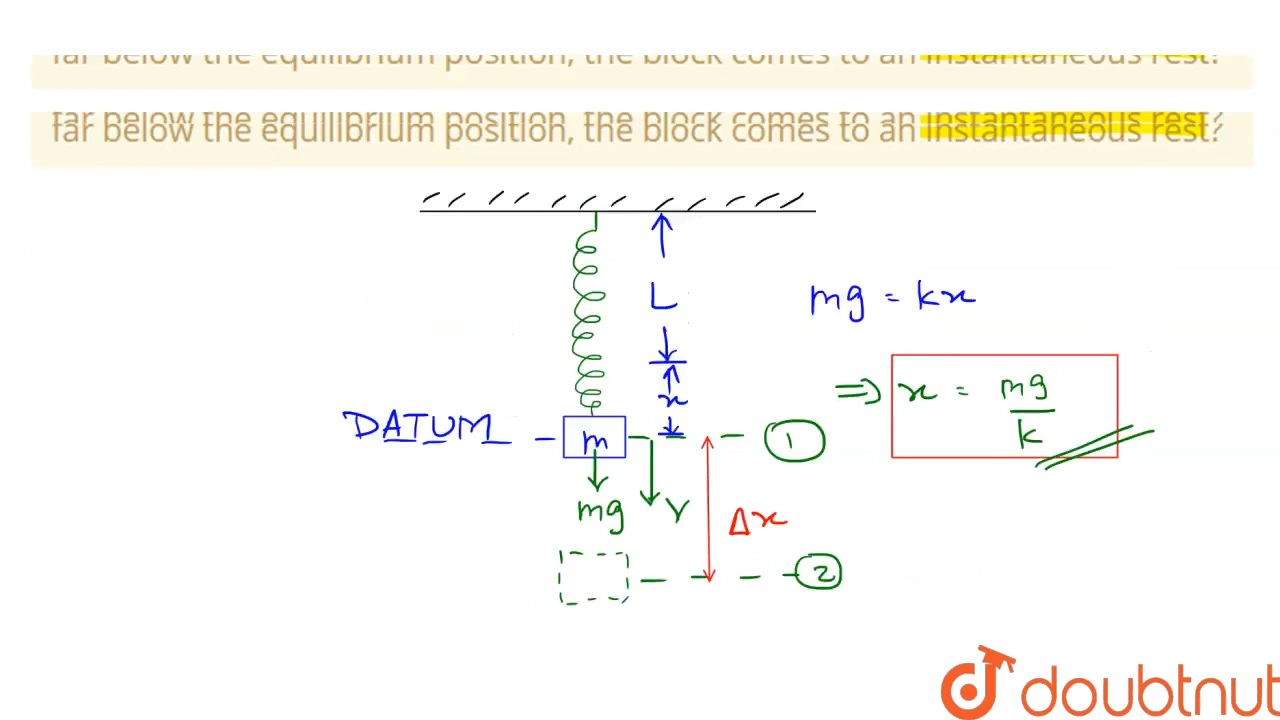 far below the equilibrium position, the block comes to an instantaneous rest?
far below the equilibrium position, the block comes to an instantaneous rest?
L
mg = kx
x
⇒ x = mg/k
DATUM
m
1
mg
V
Δx
2
doubtnut